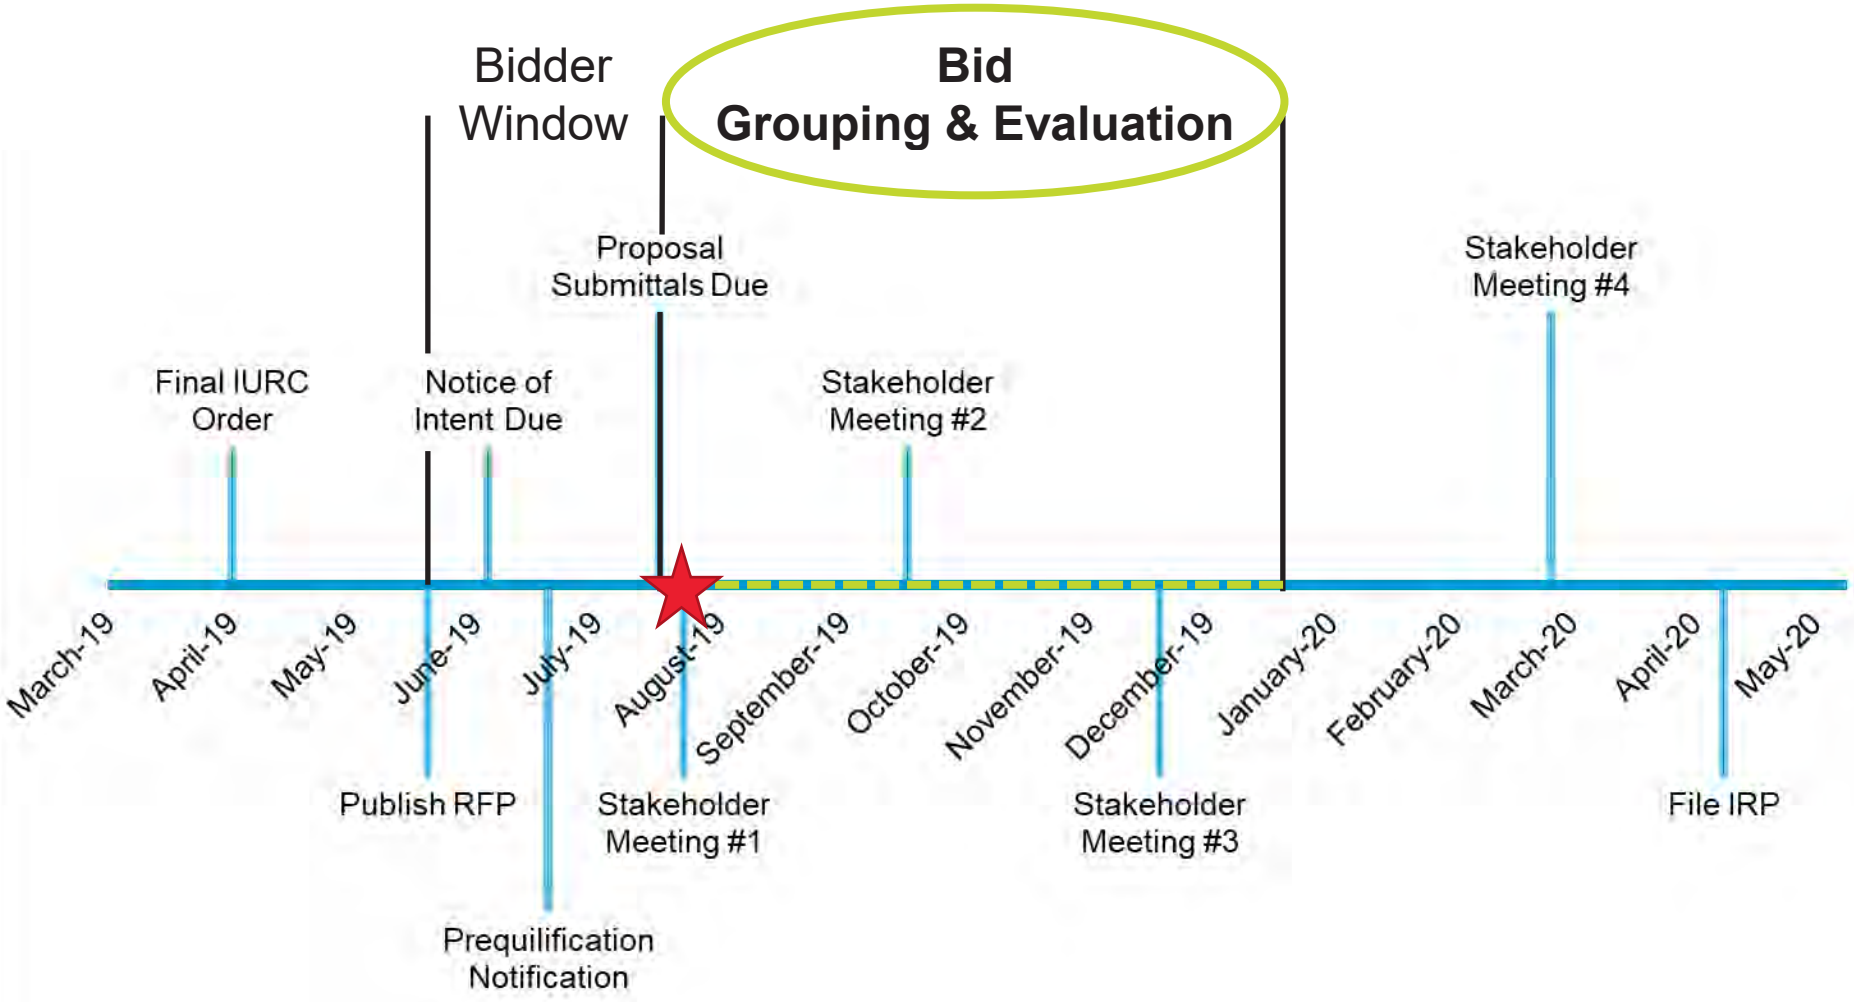 Bidder
Window
Bid
Grouping & Evaluation
Proposal
Submittals Due
Stakeholder
Meeting #4
Final IURC
Order
Notice of
Intent Due
Stakeholder
Meeting #2
March-19
April-19
May-19
June-19
July-19
August-19
September-19
October-19
November-19
December-19
January-20
February-20
March-20
April-20
May-20
Publish RFP
Stakeholder
Meeting #1
Stakeholder
Meeting #3
File IRP
Prequilification
Notification